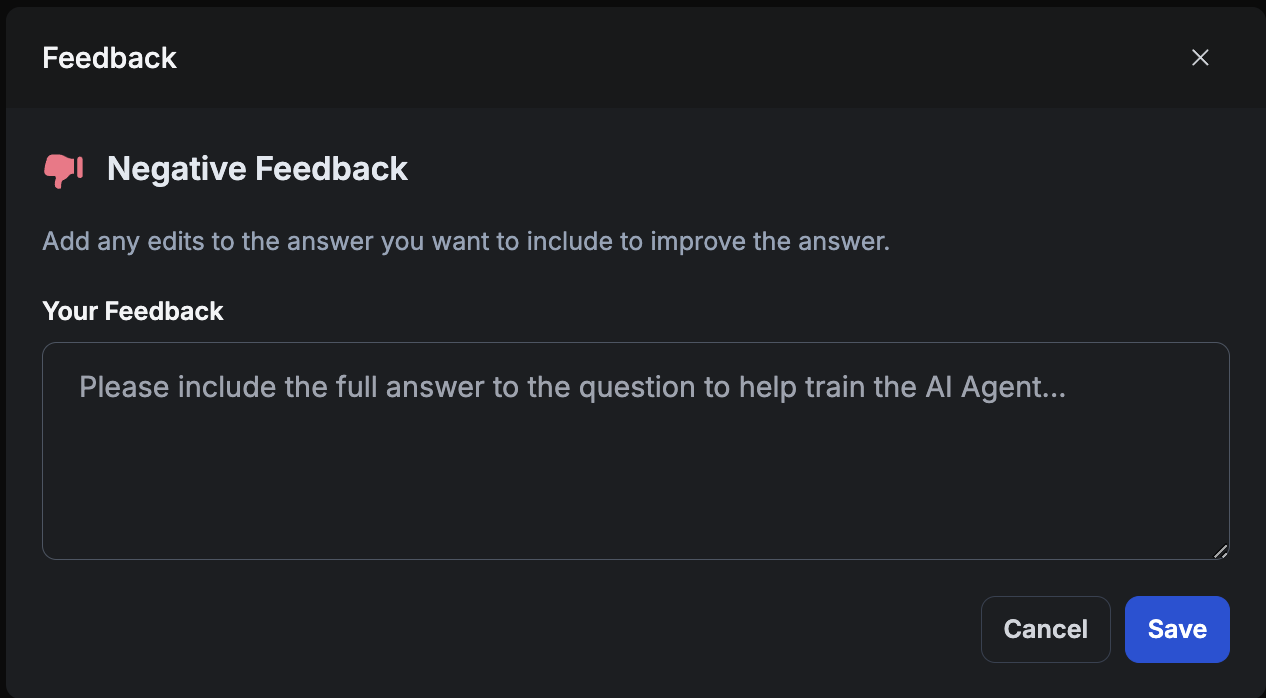 Feedback
Negative Feedback
Add any edits to the answer you want to include to improve the answer.
Your Feedback
Please include the full answer to the question to help train the AI Agent...
Cancel
Save